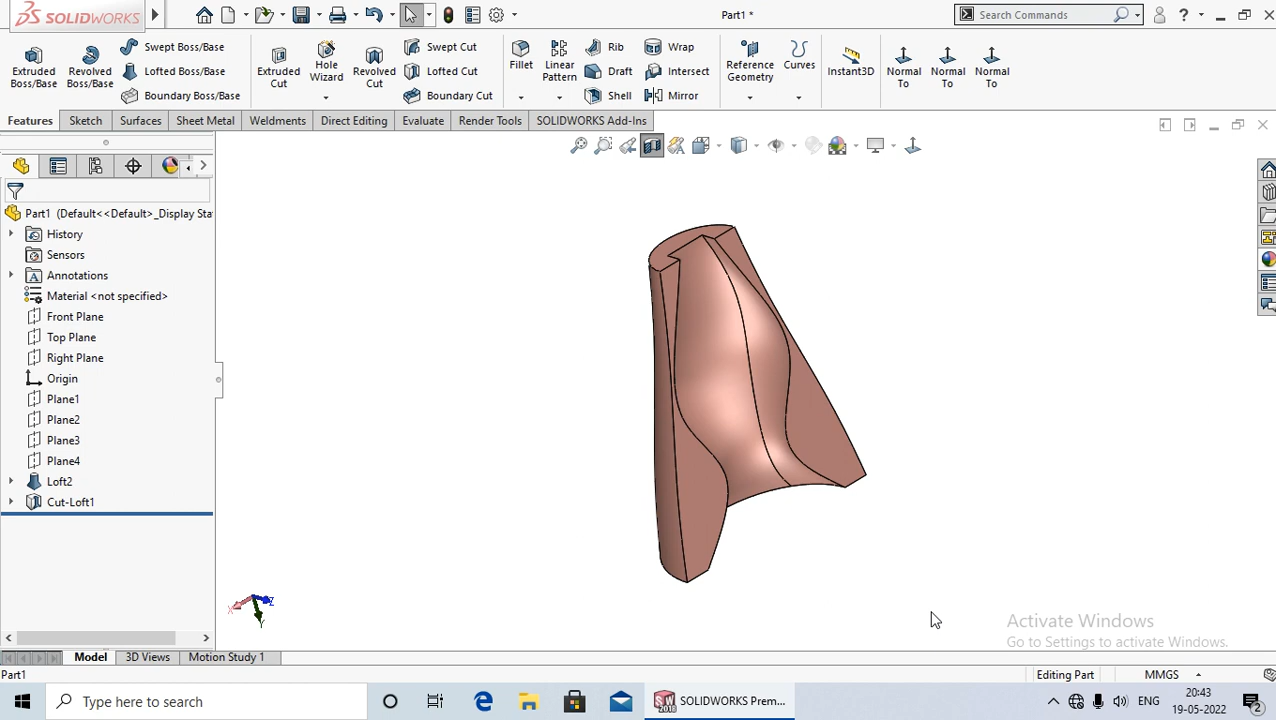 SOLIDWORKS
Part1 *
Search Commands
?
Extruded Boss/Base
Revolved Boss/Base
Swept Boss/Base
Lofted Boss/Base
Boundary Boss/Base
Extruded Cut
Hole Wizard
Revolved Cut
Swept Cut
Lofted Cut
Boundary Cut
Fillet
Linear Pattern
Rib
Draft
Shell
Wrap
Intersect
Mirror
Reference Geometry
Curves
Instant3D
Normal To
Normal To
Normal To
Features
Sketch
Surfaces
Sheet Metal
Weldments
Direct Editing
Evaluate
Render Tools
SOLIDWORKS Add-Ins
Part1 (Default<<Default>_Display Sta
History
Sensors
Annotations
Material <not specified>
Front Plane
Top Plane
Right Plane
Origin
Plane1
Plane2
Plane3
Plane4
Loft2
Cut-Loft1
X
Z
Y
Activate Windows
Go to Settings to activate Windows.
Model
3D Views
Motion Study 1
Part1
Editing Part
MMGS
Type here to search
SOLIDWORKS Prem...
ENG
20:43
19-05-2022
2